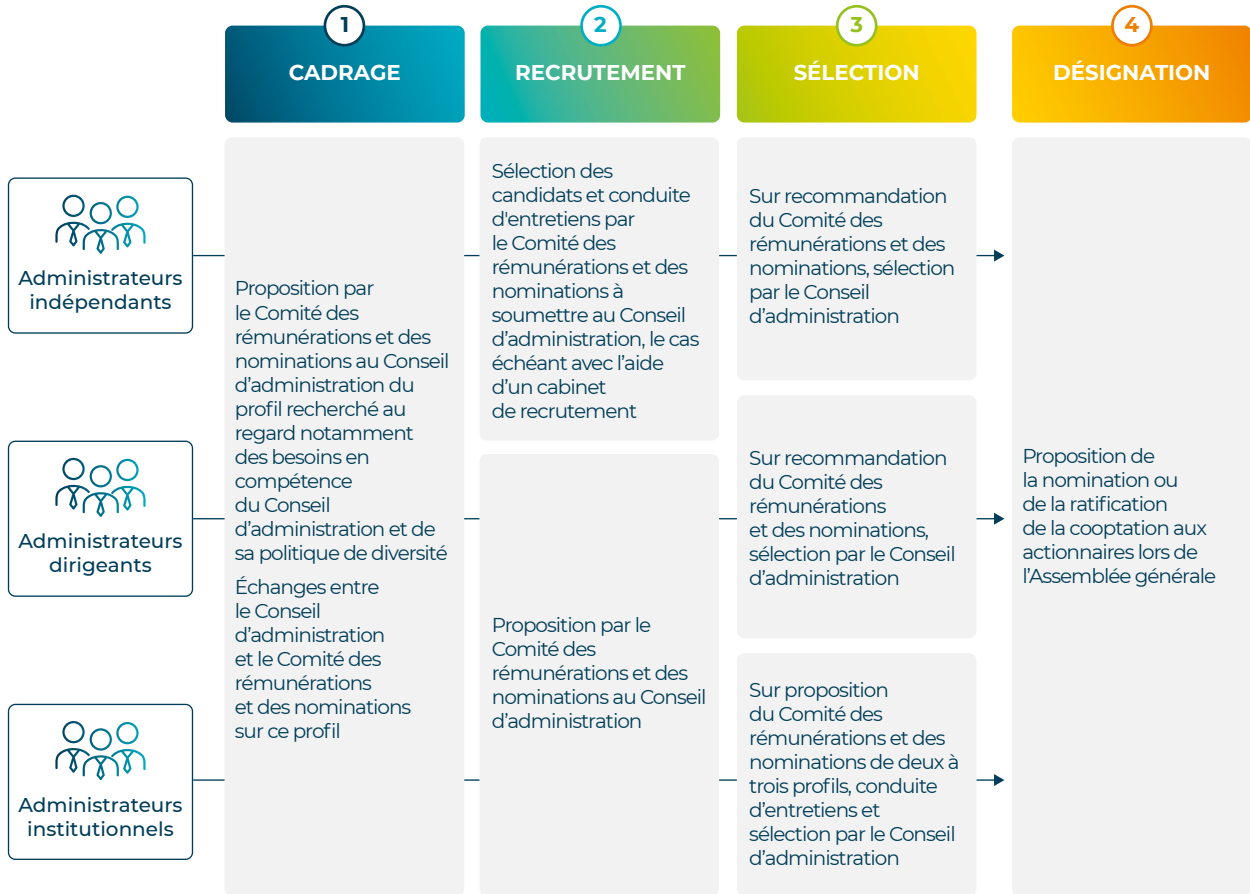 1
CADRAGE
2
RECRUTEMENT
3
SÉLECTION
4
DÉSIGNATION
Administrateurs
indépendants
Administrateurs
dirigeants
Administrateurs
institutionnels
Proposition par
le Comité des
rémunérations et des
nominations au Conseil
d’administration du
profil recherché au
regard notamment
des besoins en
compétence
du Conseil
d’administration et de
sa politique de diversité
Échanges entre
le Conseil
d’administration
et le Comité des
rémunérations
et des nominations
sur ce profil
Sélection des
candidats et conduite
d'entretiens par
le Comité des
rémunérations et des
nominations à
soumettre au Conseil
d’administration, le cas
échéant avec l’aide
d’un cabinet
de recrutement
Proposition par le
Comité des
rémunérations et des
nominations au Conseil
d’administration
Sur recommandation
du Comité des
rémunérations et des
nominations, sélection
par le Conseil
d’administration
Sur recommandation
du Comité des
rémunérations
et des nominations,
sélection par le Conseil
d’administration
Sur proposition
du Comité des
rémunérations et des
nominations de deux à
trois profils, conduite
d’entretiens et
sélection par le Conseil
d’administration
Proposition de
la nomination ou
de la ratification
de la cooptation aux
actionnaires lors de
l’Assemblée générale